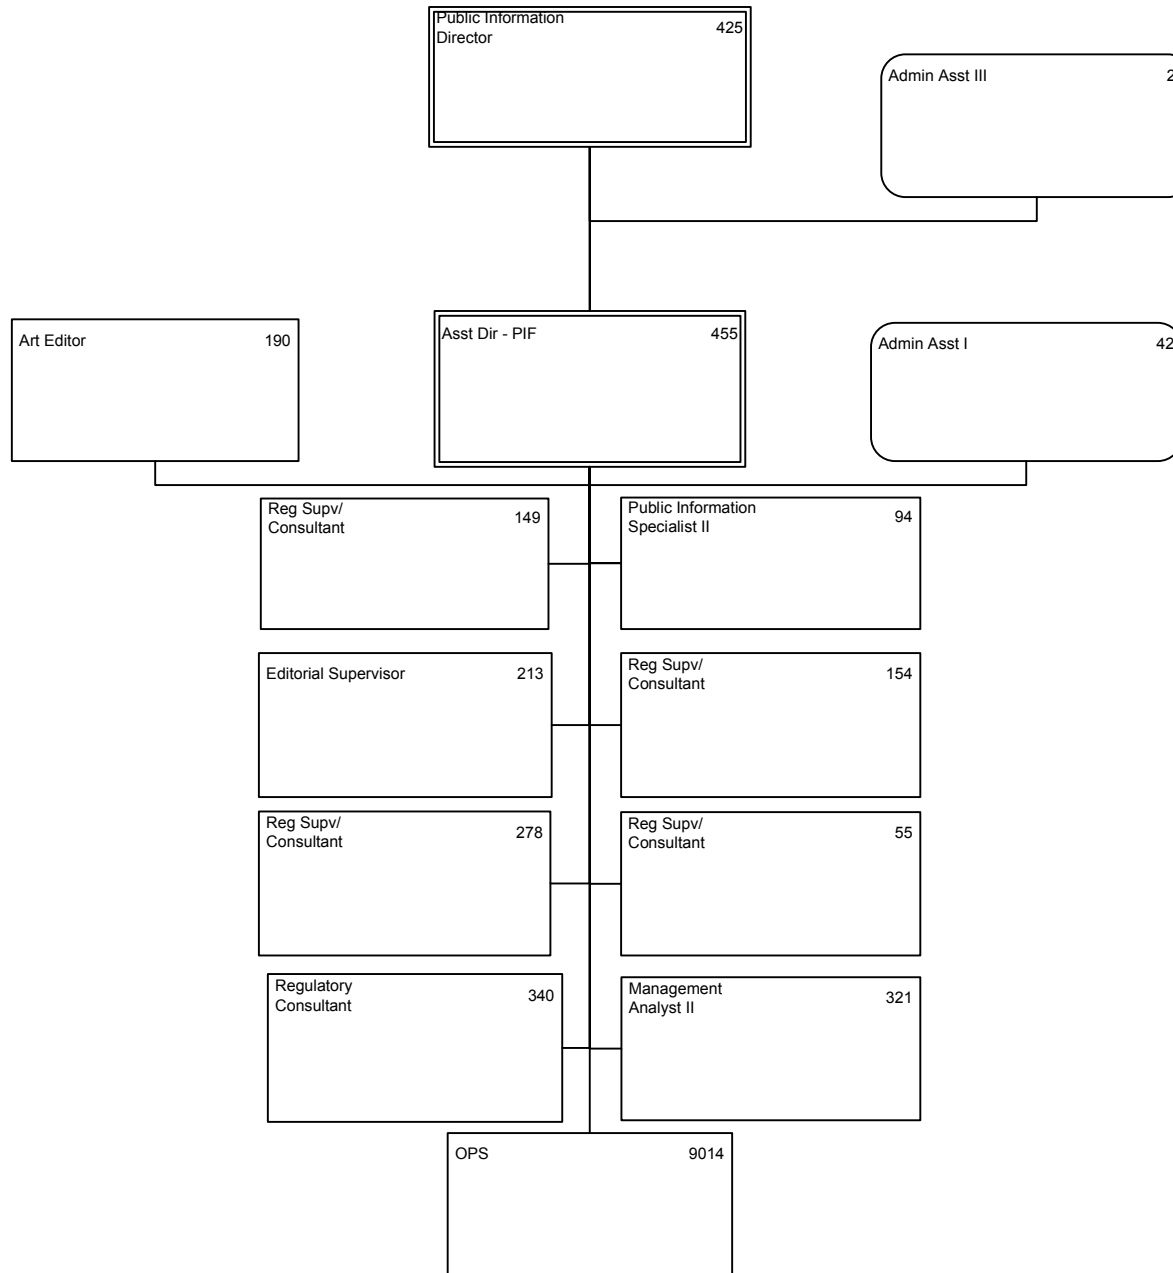 Public Information
Director
425
Admin Asst III
2
Art Editor
190
Asst Dir - PIF
455
Admin Asst I
42
Reg Supv/
Consultant
149
Public Information
Specialist II
94
Editorial Supervisor
213
Reg Supv/
Consultant
154
Reg Supv/
Consultant
278
Reg Supv/
Consultant
55
Regulatory
Consultant
340
Management
Analyst II
321
OPS
9014